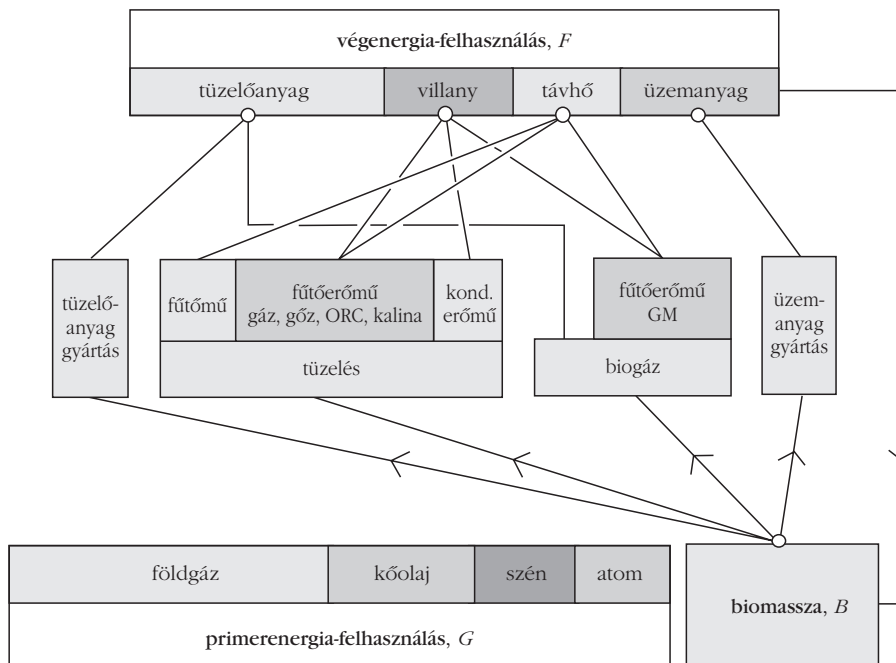 végenergia-felhasználás, F
tüzelőanyag villany távhő üzemanyag
tüzelő-
anyag
gyártás
fűtőmű
fűtőerőmű
gáz, gőz, ORC, kalina
kond.
erőmű
tüzelés
fűtőerőmű
GM
biogáz
üzem-
anyag
gyártás
földgáz kőolaj szén atom
primerenergia-felhasználás, G
biomassza, B